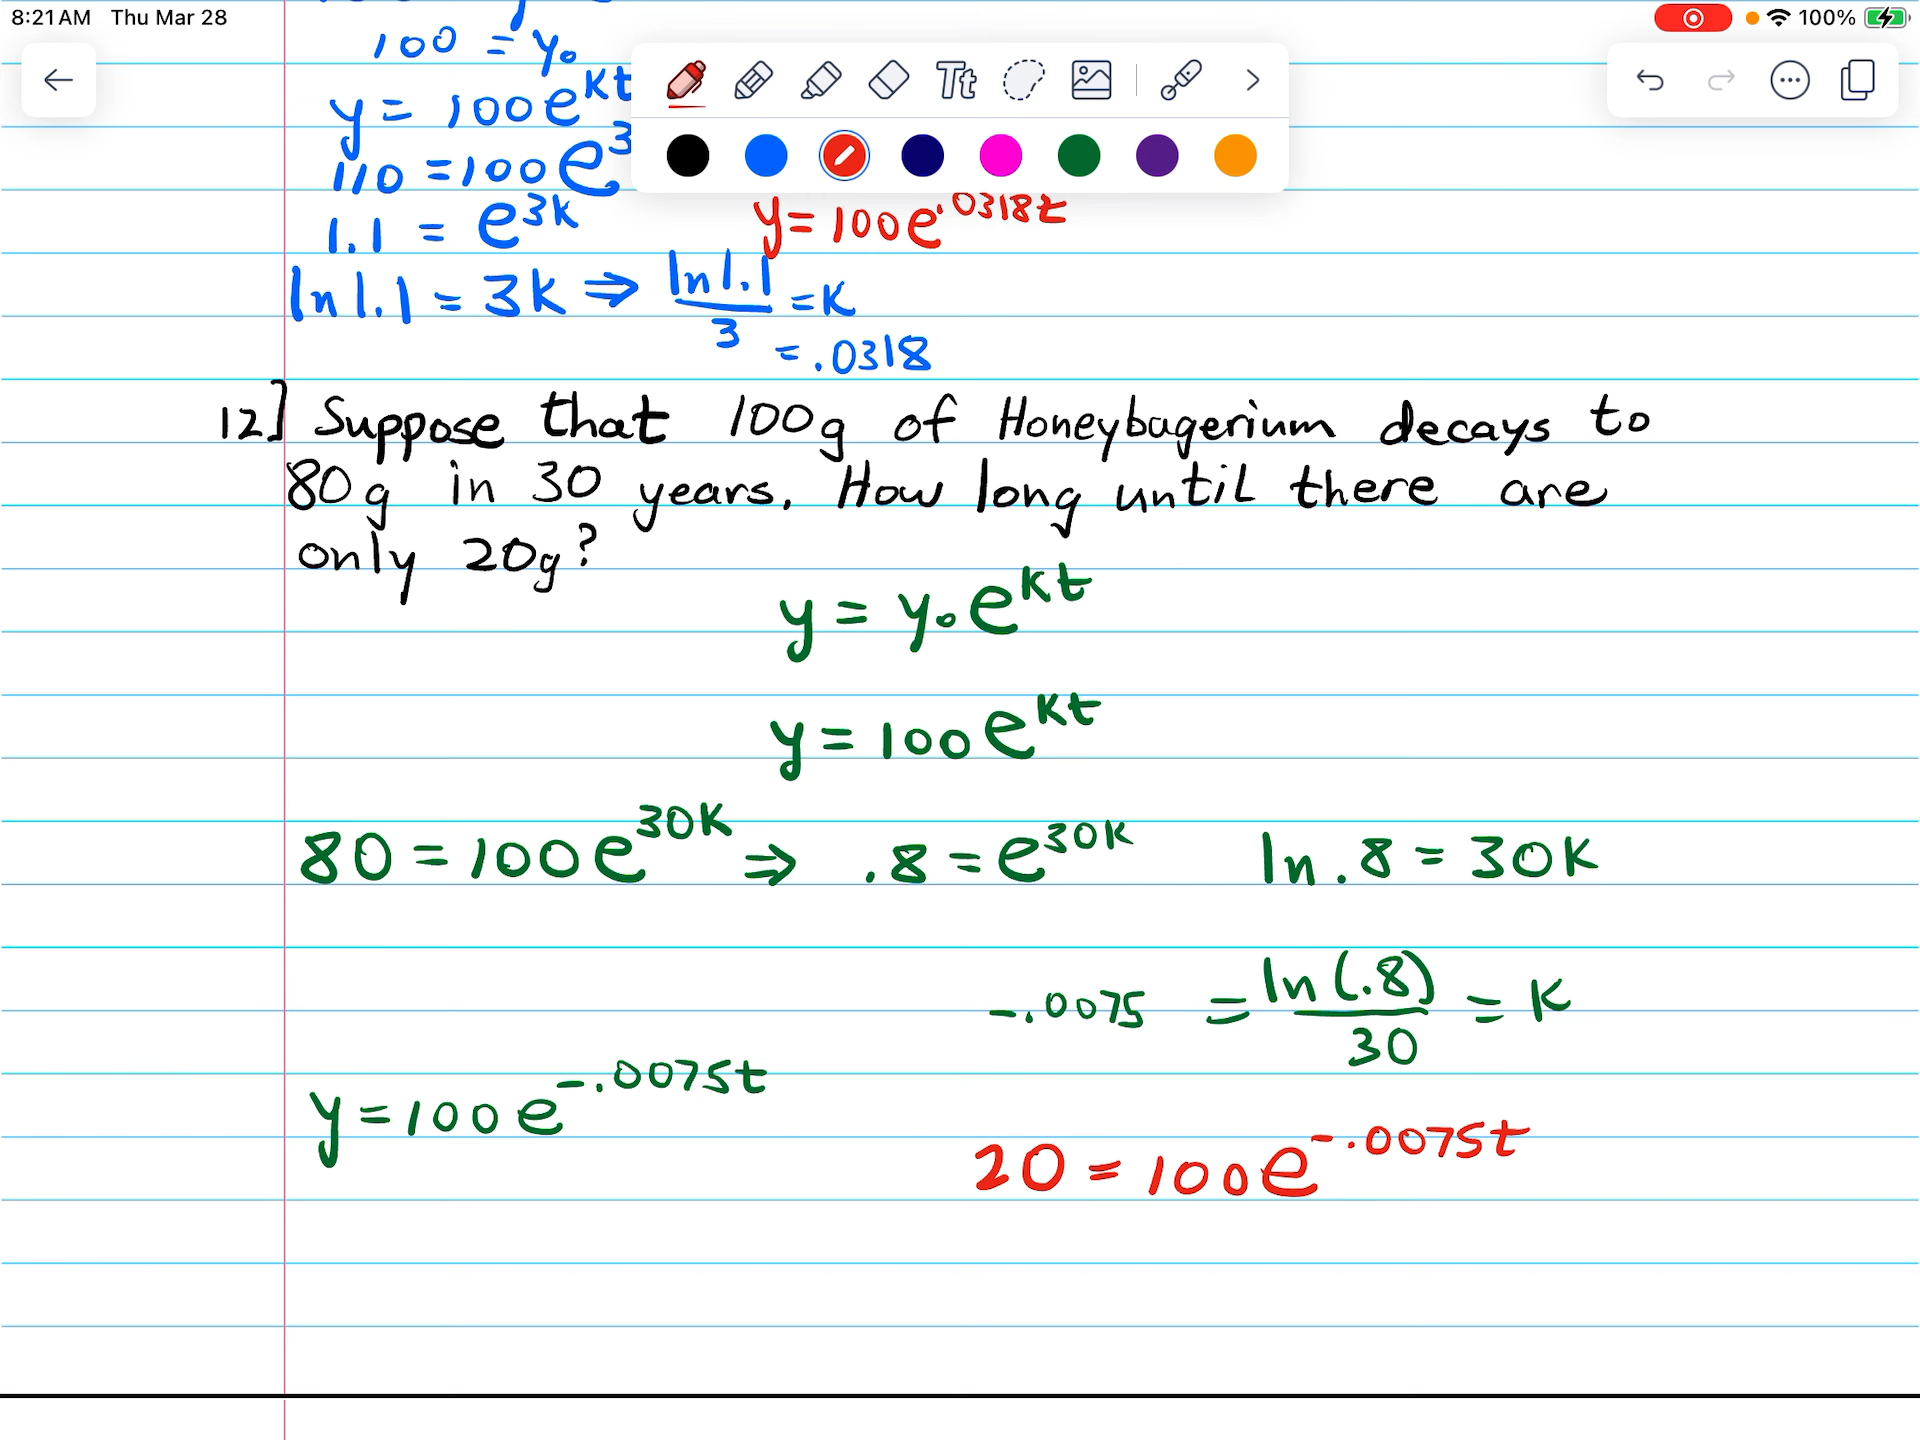 8:21 AM Thu Mar 28
100%
100 = y₀
y = 100e^kt
Tt
110 = 100e^3
1.1 = e^3k
y = 100e^.0318t
ln 1.1 = 3k ⇒ ln 1.1 / 3 = k
= .0318
12] Suppose that 100g of Honeybagerium decays to
80g in 30 years. How long until there are
only 20g?
y = y₀e^kt
y = 100e^kt
80 = 100e^30k ⇒ .8 = e^30k ln .8 = 30k
-.0075 = ln(.8) / 30 = k
y = 100e^-.0075t
20 = 100e^-.0075t